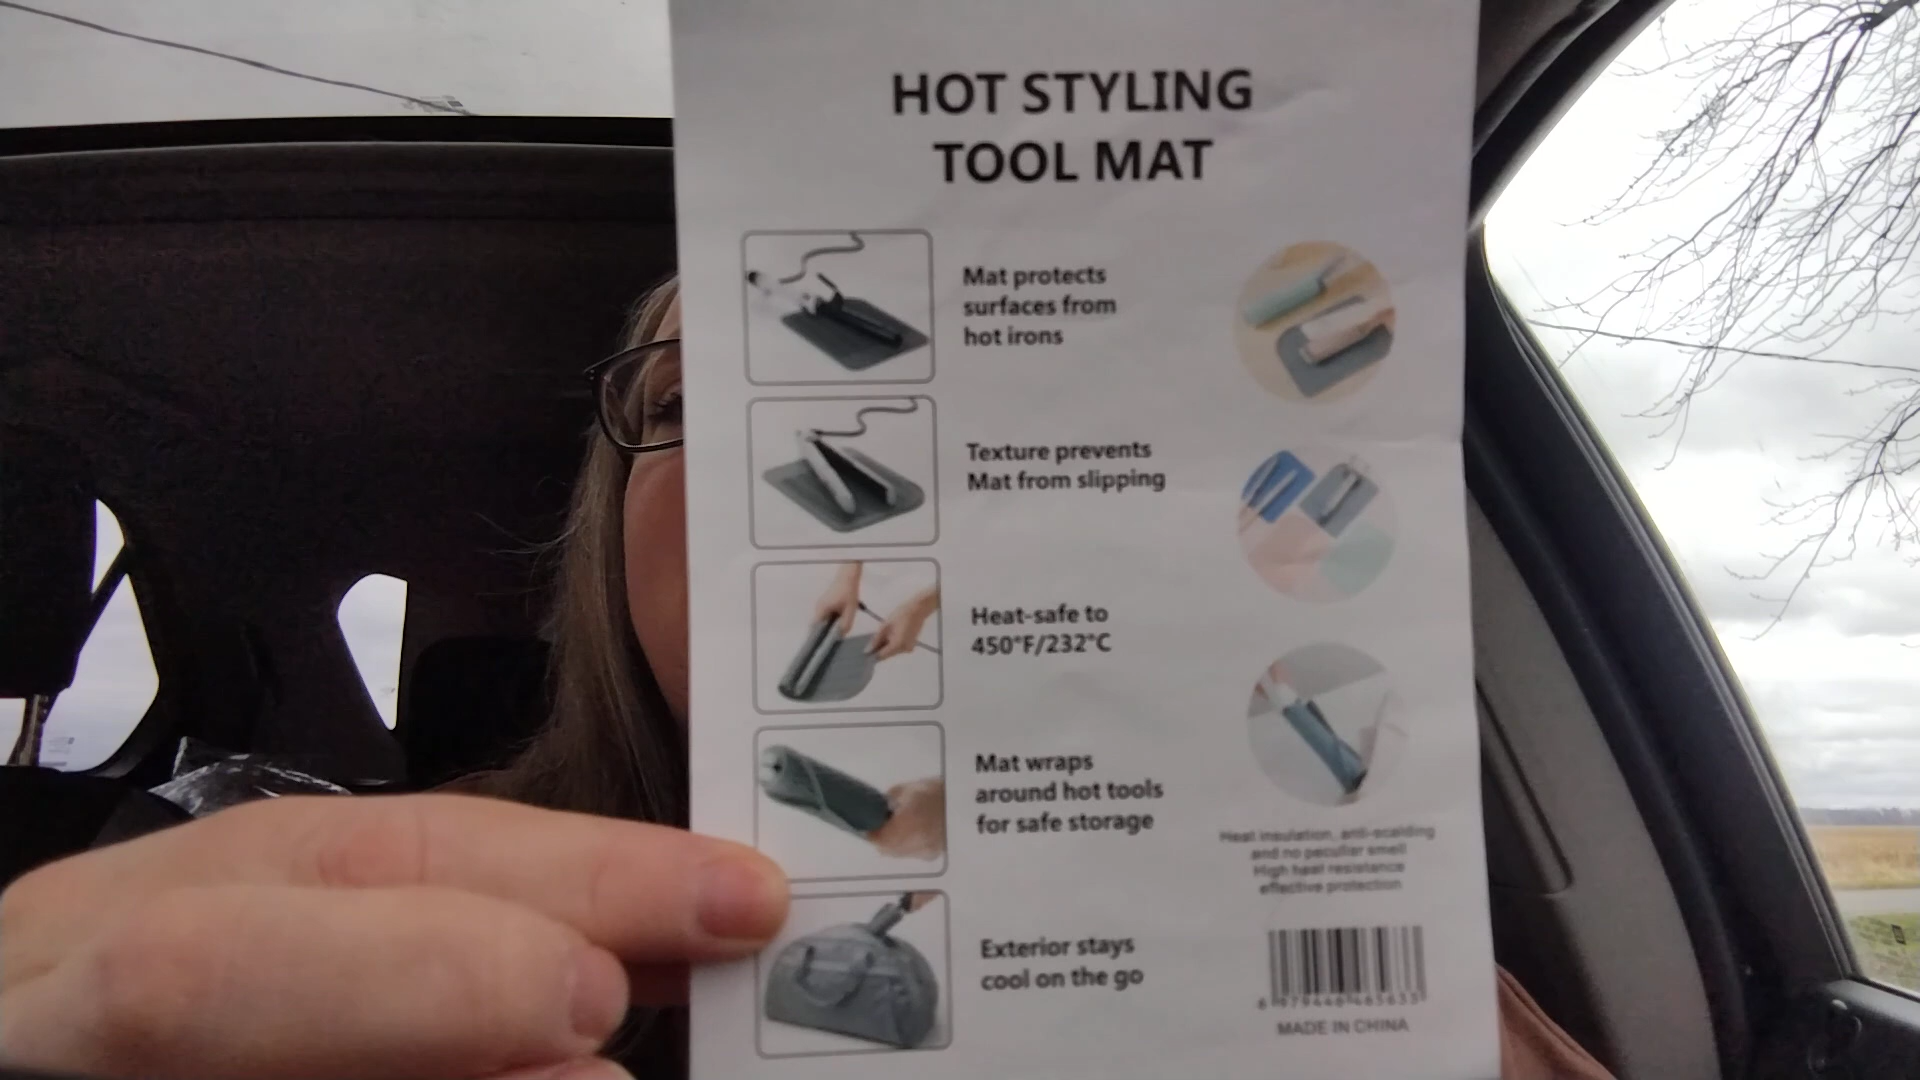 HOT STYLING
TOOL MAT
Mat protects
surfaces from
hot irons
Texture prevents
Mat from slipping
Heat-safe to
450°F/232°C
Mat wraps
around hot tools
for safe storage
Exterior stays
cool on the go
Heat insulation, anti-scalding
and no peculiar smell
High heat resistance
effective protection
MADE IN CHINA